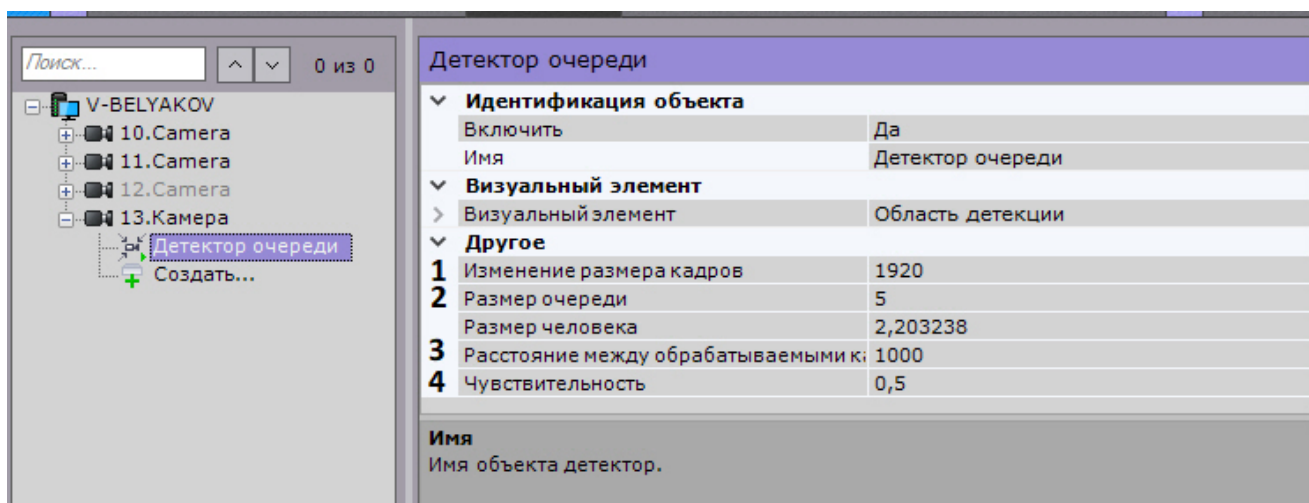 Поиск... 0 из 0
V-BELYAKOV
10.Camera
11.Camera
12.Camera
13.Камера
Детектор очереди
Создать...
Детектор очереди
Идентификация объекта
Включить Да
Имя Детектор очереди
Визуальный элемент
Визуальный элемент Область детекции
Другое
1 Изменение размера кадров 1920
2 Размер очереди 5
Размер человека 2,203238
3 Расстояние между обрабатываемыми 1000
4 Чувствительность 0,5
Имя
Имя объекта детектор.